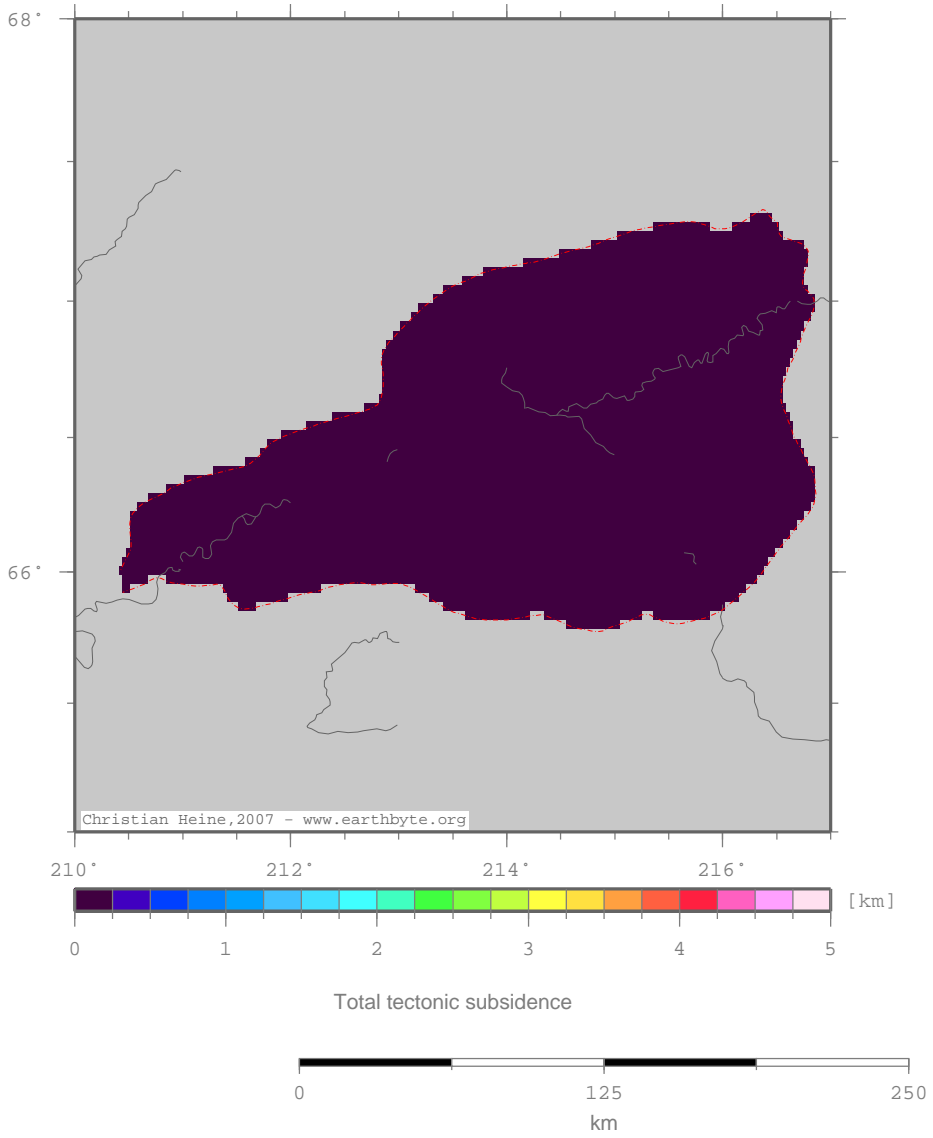 68°
66°
Christian Heine,2007 - www.earthbyte.org
210° 212° 214° 216°
[km]
0 1 2 3 4 5
Total tectonic subsidence
0 125 250
km